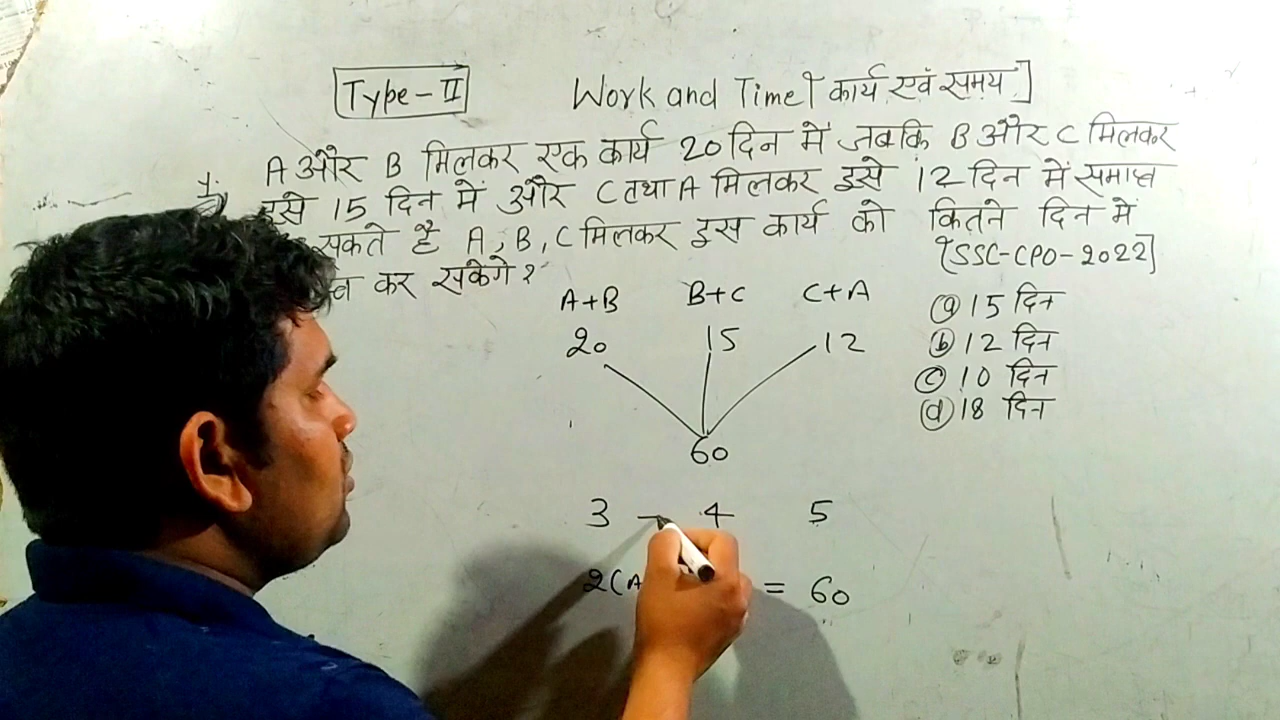 Type-II
Work and Time [कार्य एवं समय]
1. A और B मिलकर एक कार्य 20 दिन में जबकि B और C मिलकर
इसे 15 दिन में और C तथा A मिलकर इसे 12 दिन में समाप्त
सकते है A, B, C मिलकर इस कार्य को कितने दिन में
कर सकेंगे?
[SSC-CPO-2022]
A+B B+C C+A
20 15 12
60
3 4 5
2(A = 60
(a) 15 दिन
(b) 12 दिन
(c) 10 दिन
(d) 18 दिन